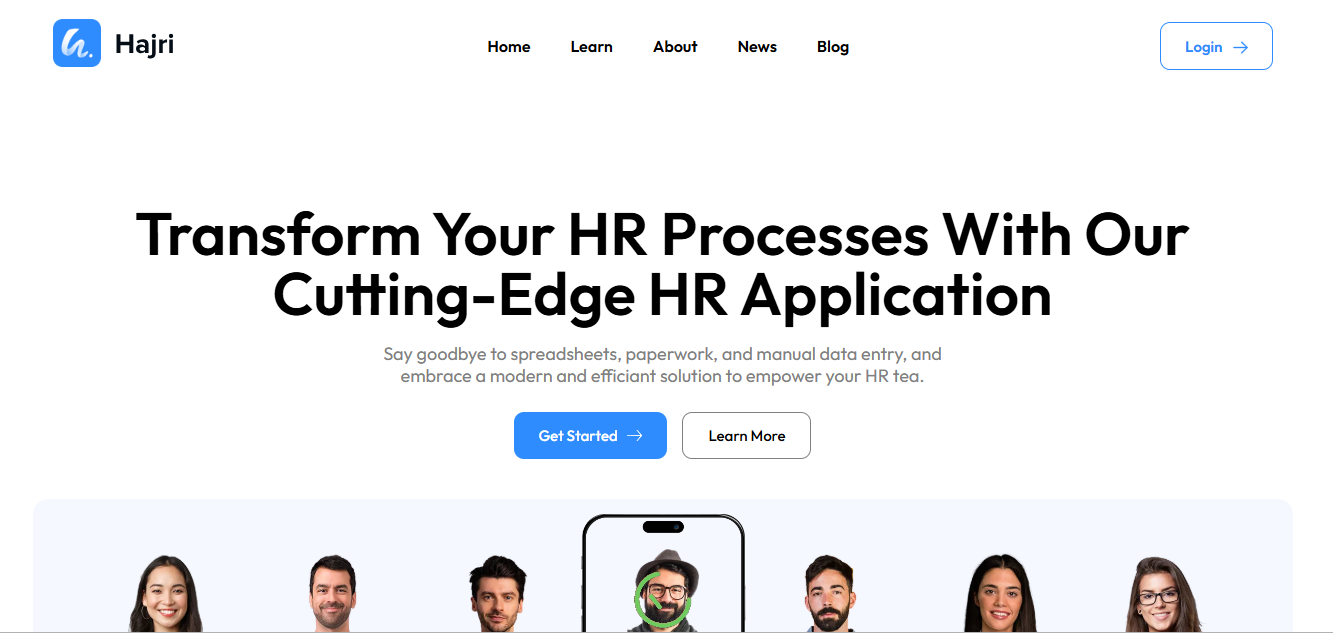 Hajri
Home
Learn
About
News
Blog
Login
Transform Your HR Processes With Our
Cutting-Edge HR Application
Say goodbye to spreadsheets, paperwork, and manual data entry, and
embrace a modern and efficiant solution to empower your HR tea.
Get Started
Learn More